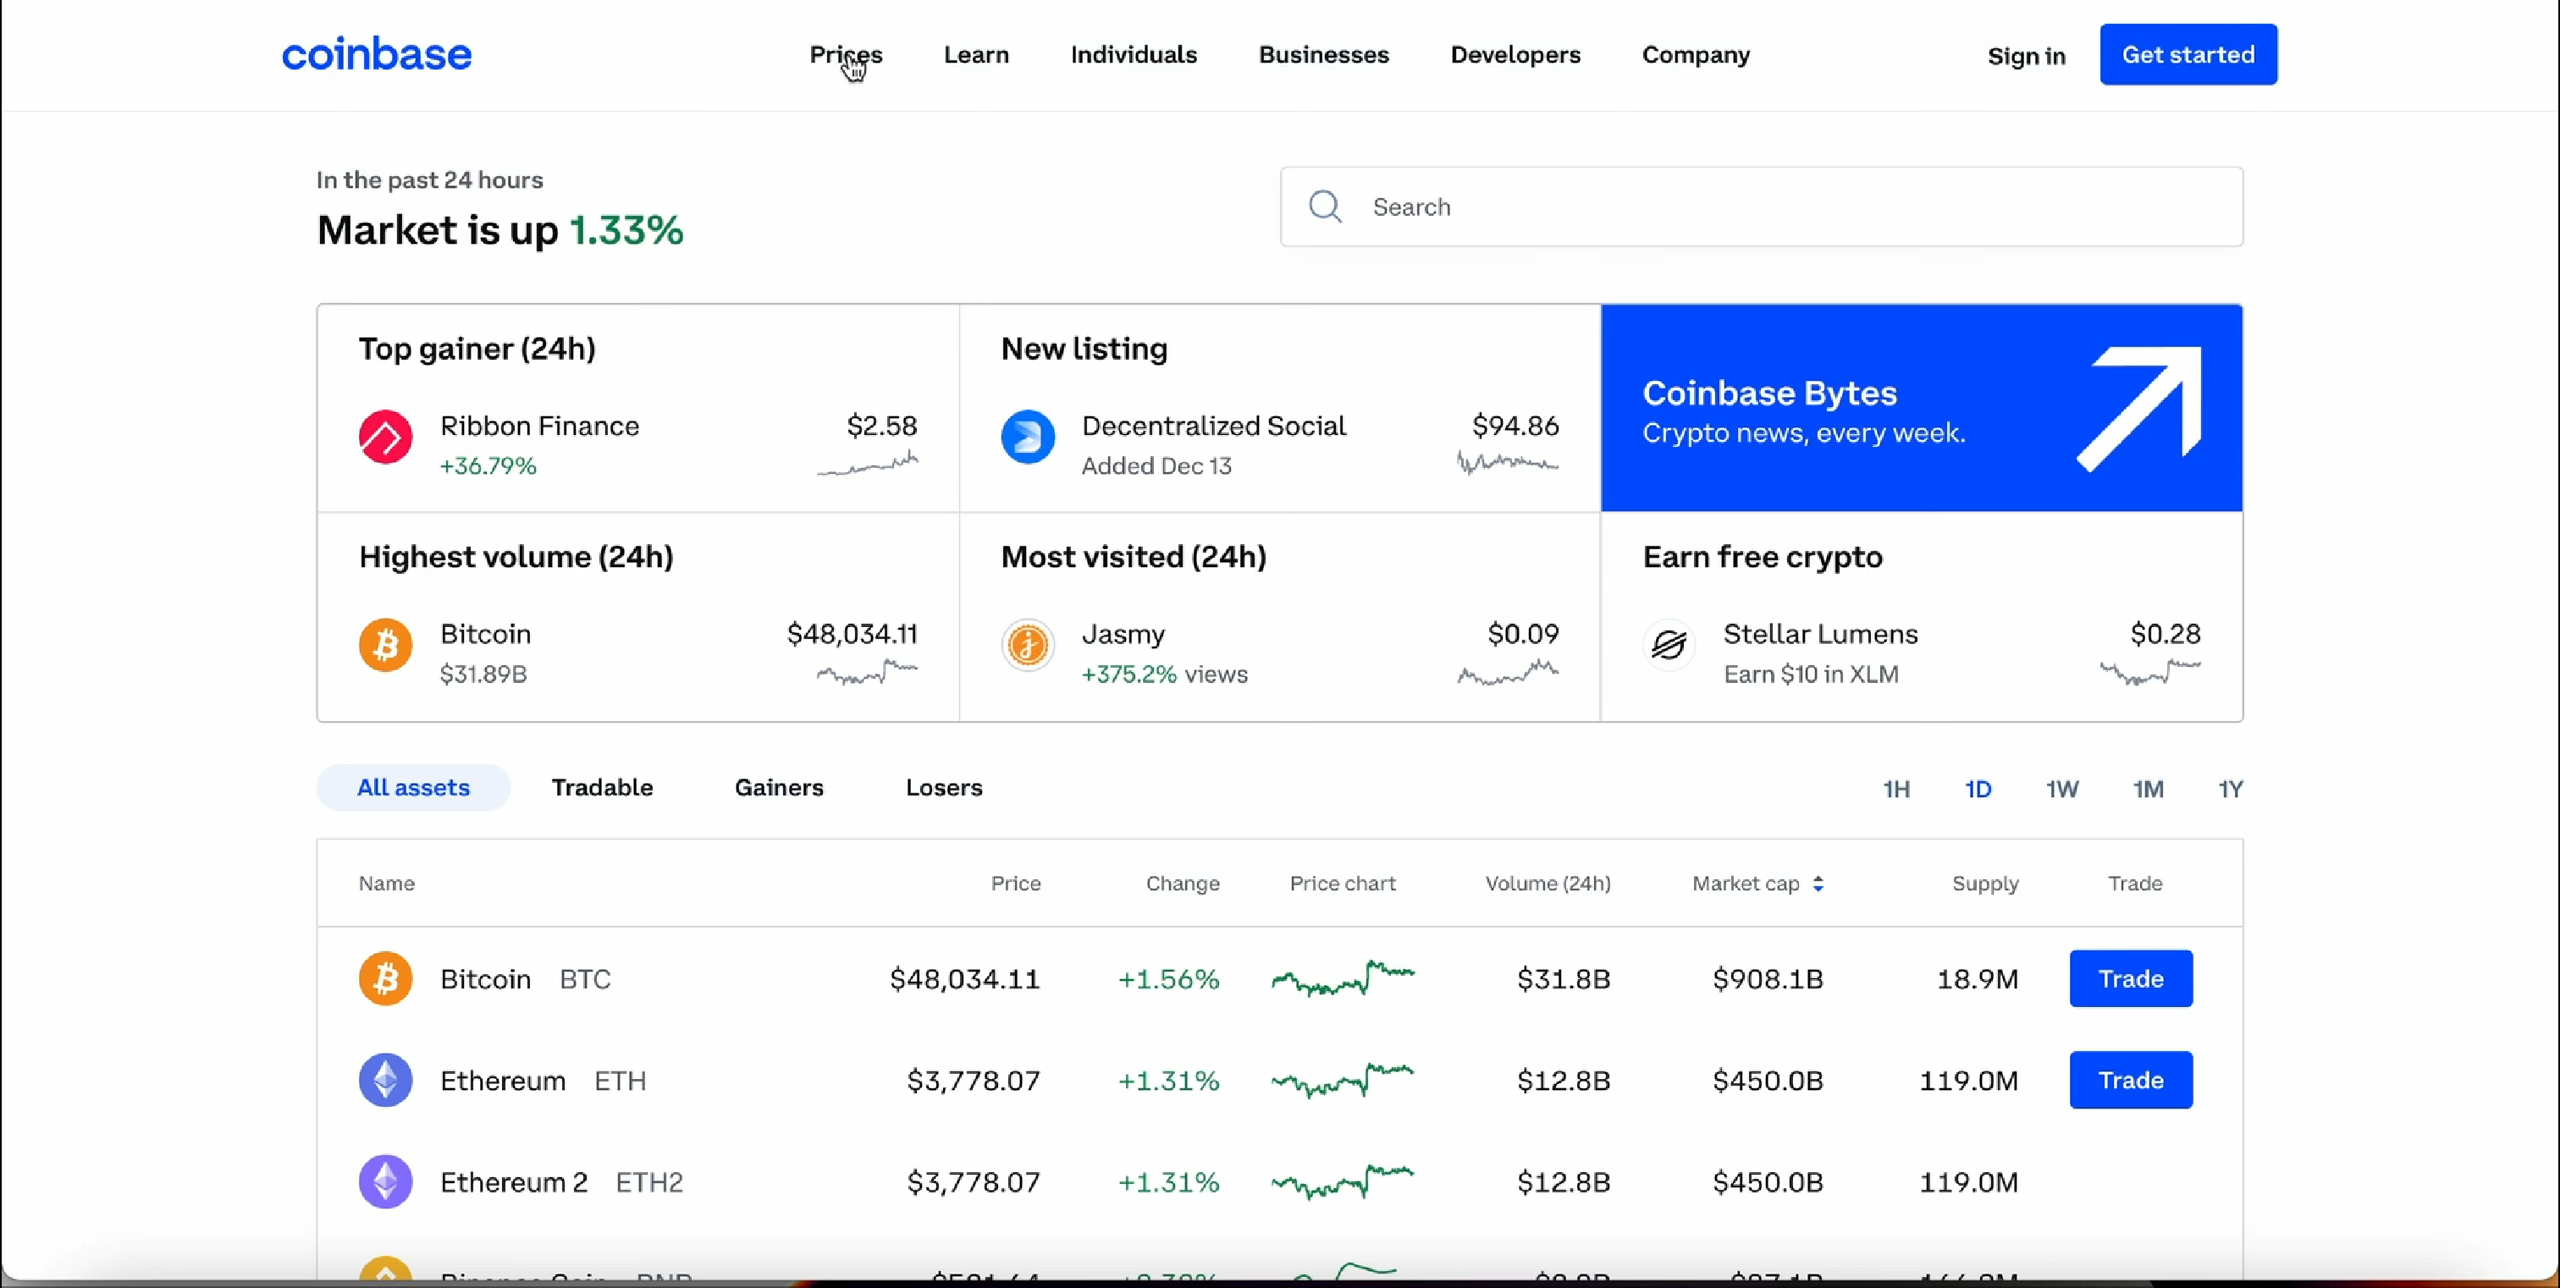 coinbase
Prices Learn Individuals Businesses Developers Company Sign in Get started
In the past 24 hours
Market is up 1.33%
Search
Top gainer (24h)
Ribbon Finance $2.58
+36.79%
New listing
Decentralized Social $94.86
Added Dec 13
Coinbase Bytes
Crypto news, every week.
Highest volume (24h)
Bitcoin $48,034.11
$31.89B
Most visited (24h)
Jasmy $0.09
+375.2% views
Earn free crypto
Stellar Lumens $0.28
Earn $10 in XLM
All assets Tradable Gainers Losers 1H 1D 1W 1M 1Y
Name Price Change Price chart Volume (24h) Market cap Supply Trade
Bitcoin BTC $48,034.11 +1.56% $31.8B $908.1B 18.9M Trade
Ethereum ETH $3,778.07 +1.31% $12.8B $450.0B 119.0M Trade
Ethereum 2 ETH2 $3,778.07 +1.31% $12.8B $450.0B 119.0M
Binance Coin BNB